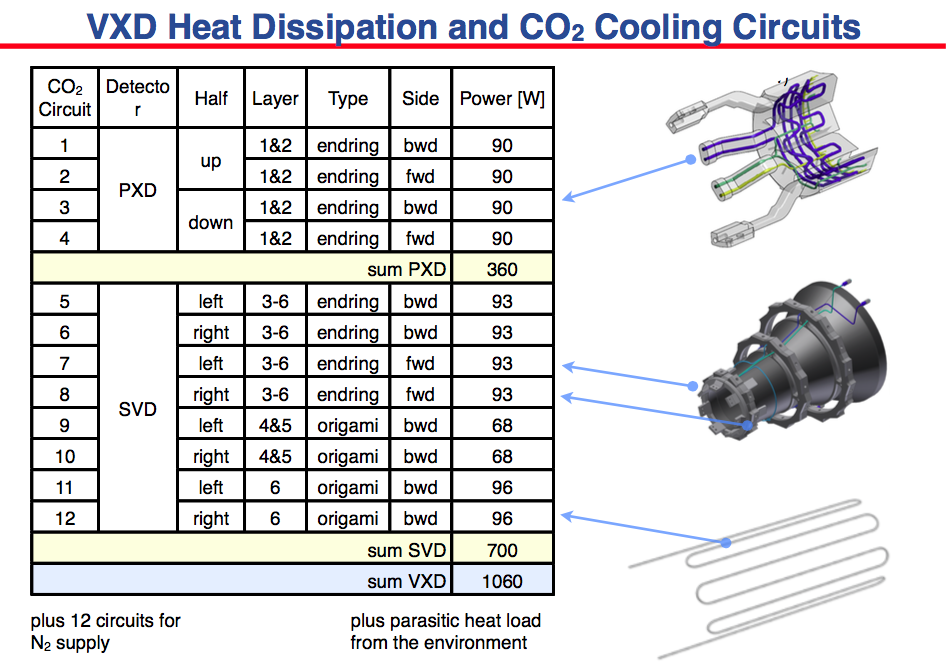 VXD Heat Dissipation and CO2 Cooling Circuits
CO2 Circuit Detecto r Half Layer Type Side Power [W]
1 PXD up 1&2 endring bwd 90
2 1&2 endring fwd 90
3 down 1&2 endring bwd 90
4 1&2 endring fwd 90
sum PXD 360
5 SVD left 3-6 endring bwd 93
6 right 3-6 endring bwd 93
7 left 3-6 endring fwd 93
8 right 3-6 endring fwd 93
9 left 4&5 origami bwd 68
10 right 4&5 origami bwd 68
11 left 6 origami bwd 96
12 right 6 origami bwd 96
sum SVD 700
sum VXD 1060
plus 12 circuits for
N2 supply
plus parasitic heat load
from the environment